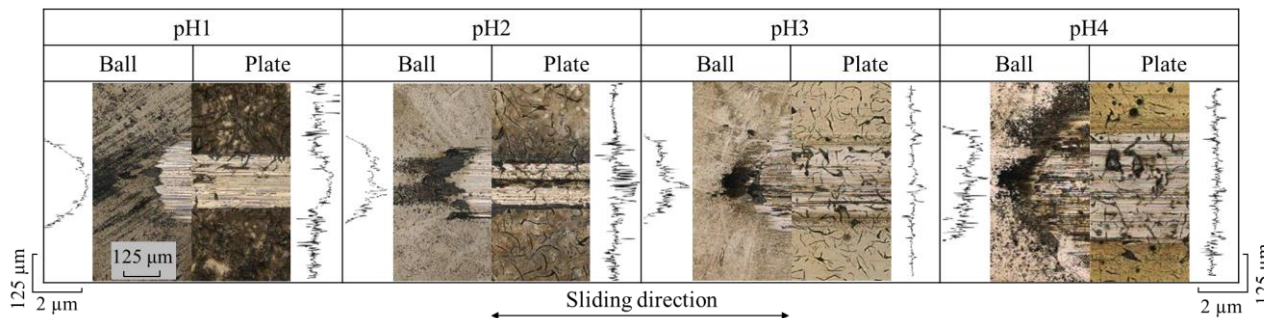 pH1 pH2 pH3 pH4
Ball Plate Ball Plate Ball Plate Ball Plate
125 µm
125 µm
2 µm
Sliding direction
125 µm
2 µm